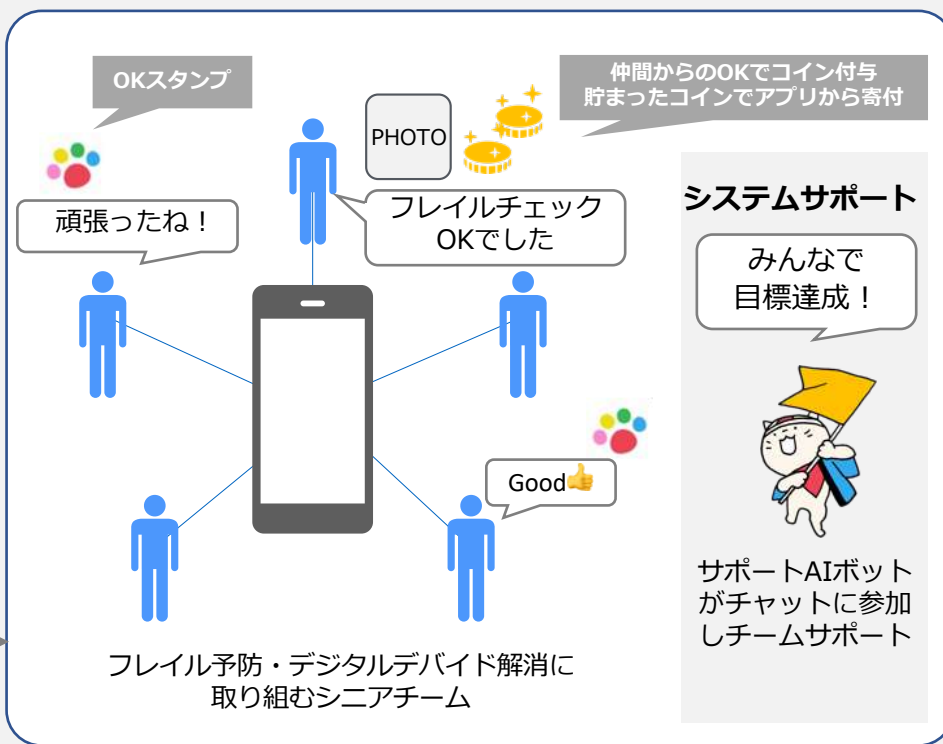 OKスタンプ
仲間からのOKでコイン付与
貯まったコインでアプリから寄付
PHOTO
頑張ったね！
フレイルチェック
OKでした
Good👍
フレイル予防・デジタルデバイド解消に
取り組むシニアチーム
システムサポート
みんなで
目標達成！
サポートAIボット
がチャットに参加
しチームサポート